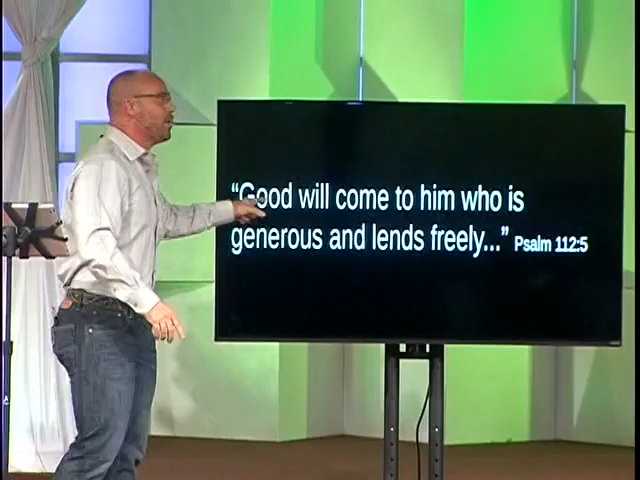 “Good will come to him who is
generous and lends freely...” Psalm 112:5